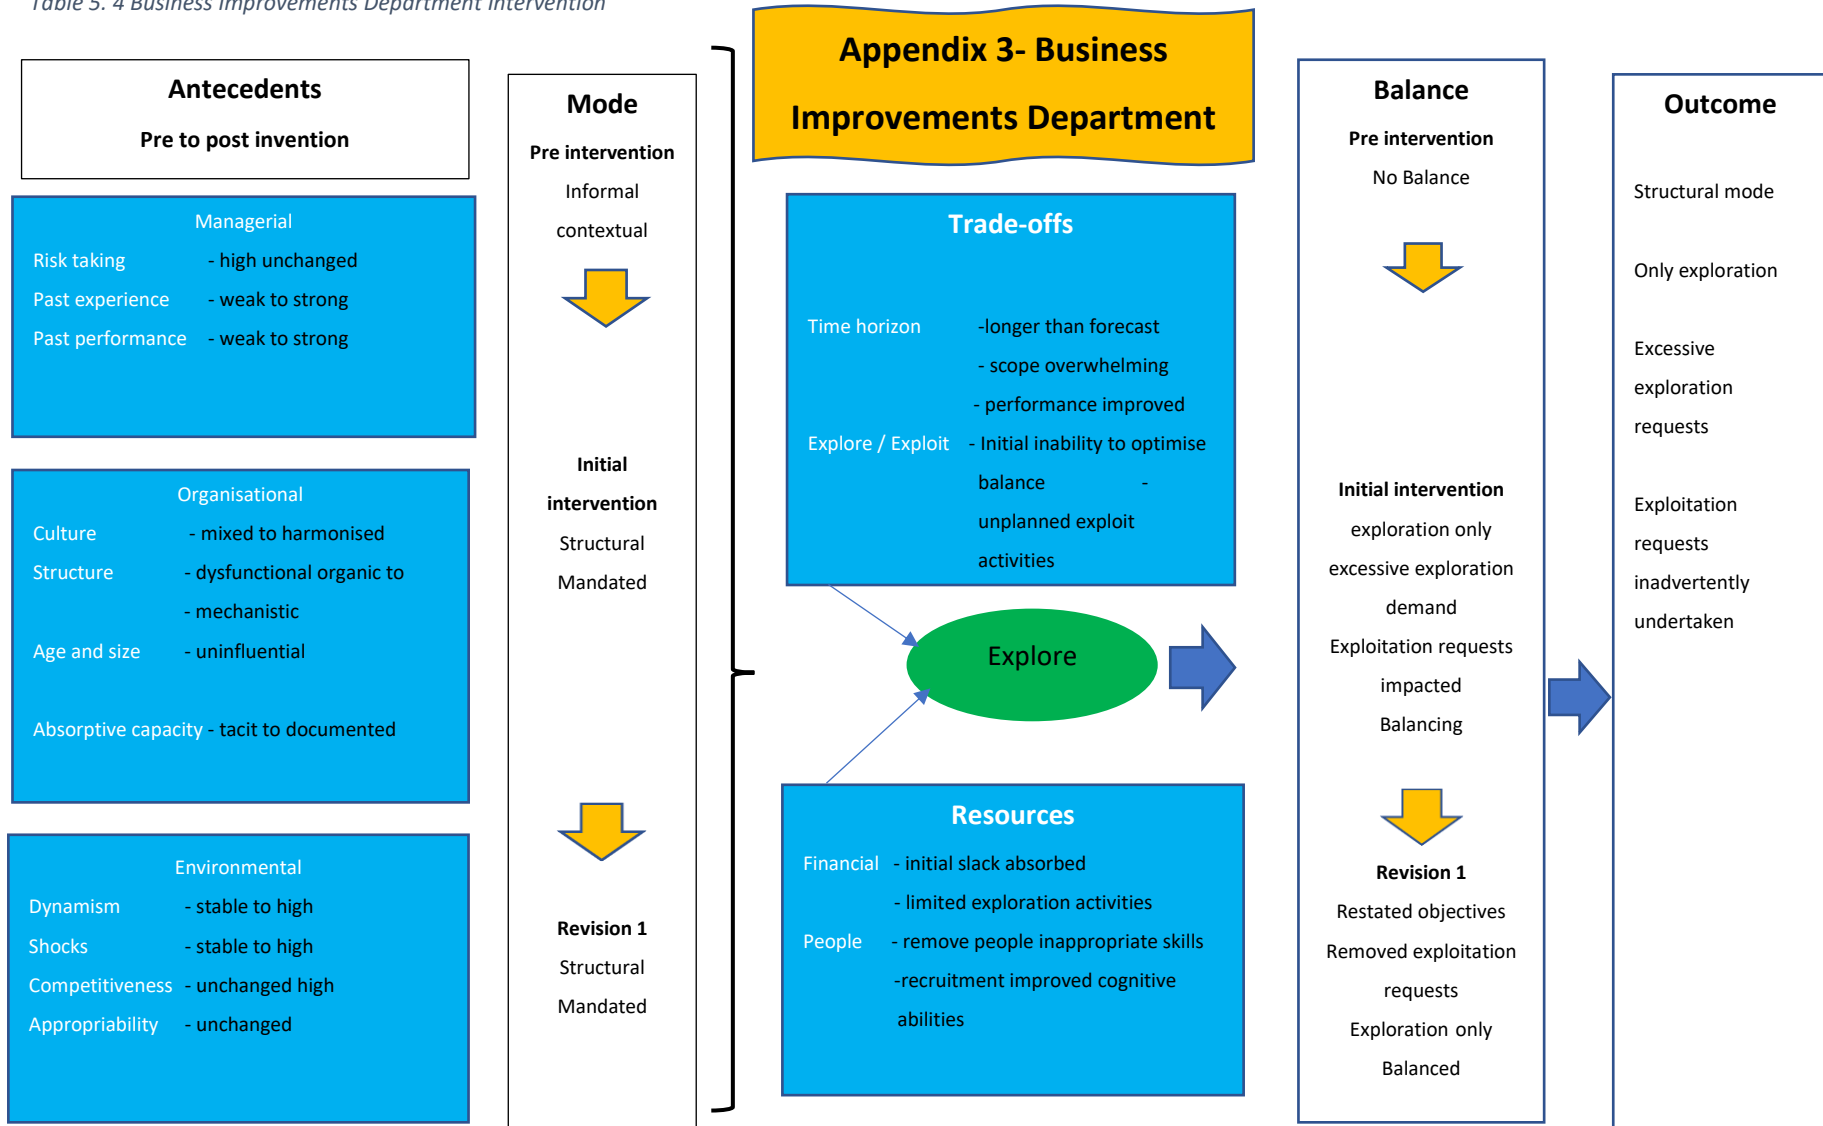 Table 5. 4 Business Improvements Department Intervention
Antecedents
Pre to post invention
Managerial
Risk taking - high unchanged
Past experience - weak to strong
Past performance - weak to strong
Organisational
Culture - mixed to harmonised
Structure - dysfunctional organic to
- mechanistic
Age and size - uninfluential
Absorptive capacity - tacit to documented
Environmental
Dynamism - stable to high
Shocks - stable to high
Competitiveness - unchanged high
Appropriability - unchanged
Mode
Pre intervention
Informal
contextual
Initial
intervention
Structural
Mandated
Revision 1
Structural
Mandated
Appendix 3- Business
Improvements Department
Trade-offs
Time horizon -longer than forecast
- scope overwhelming
- performance improved
Explore / Exploit - Initial inability to optimise
balance -
unplanned exploit
activities
Explore
Resources
Financial - initial slack absorbed
- limited exploration activities
People - remove people inappropriate skills
-recruitment improved cognitive
abilities
Balance
Pre intervention
No Balance
Initial intervention
exploration only
excessive exploration
demand
Exploitation requests
impacted
Balancing
Revision 1
Restated objectives
Removed exploitation
requests
Exploration only
Balanced
Outcome
Structural mode
Only exploration
Excessive
exploration
requests
Exploitation
requests
inadvertently
undertaken